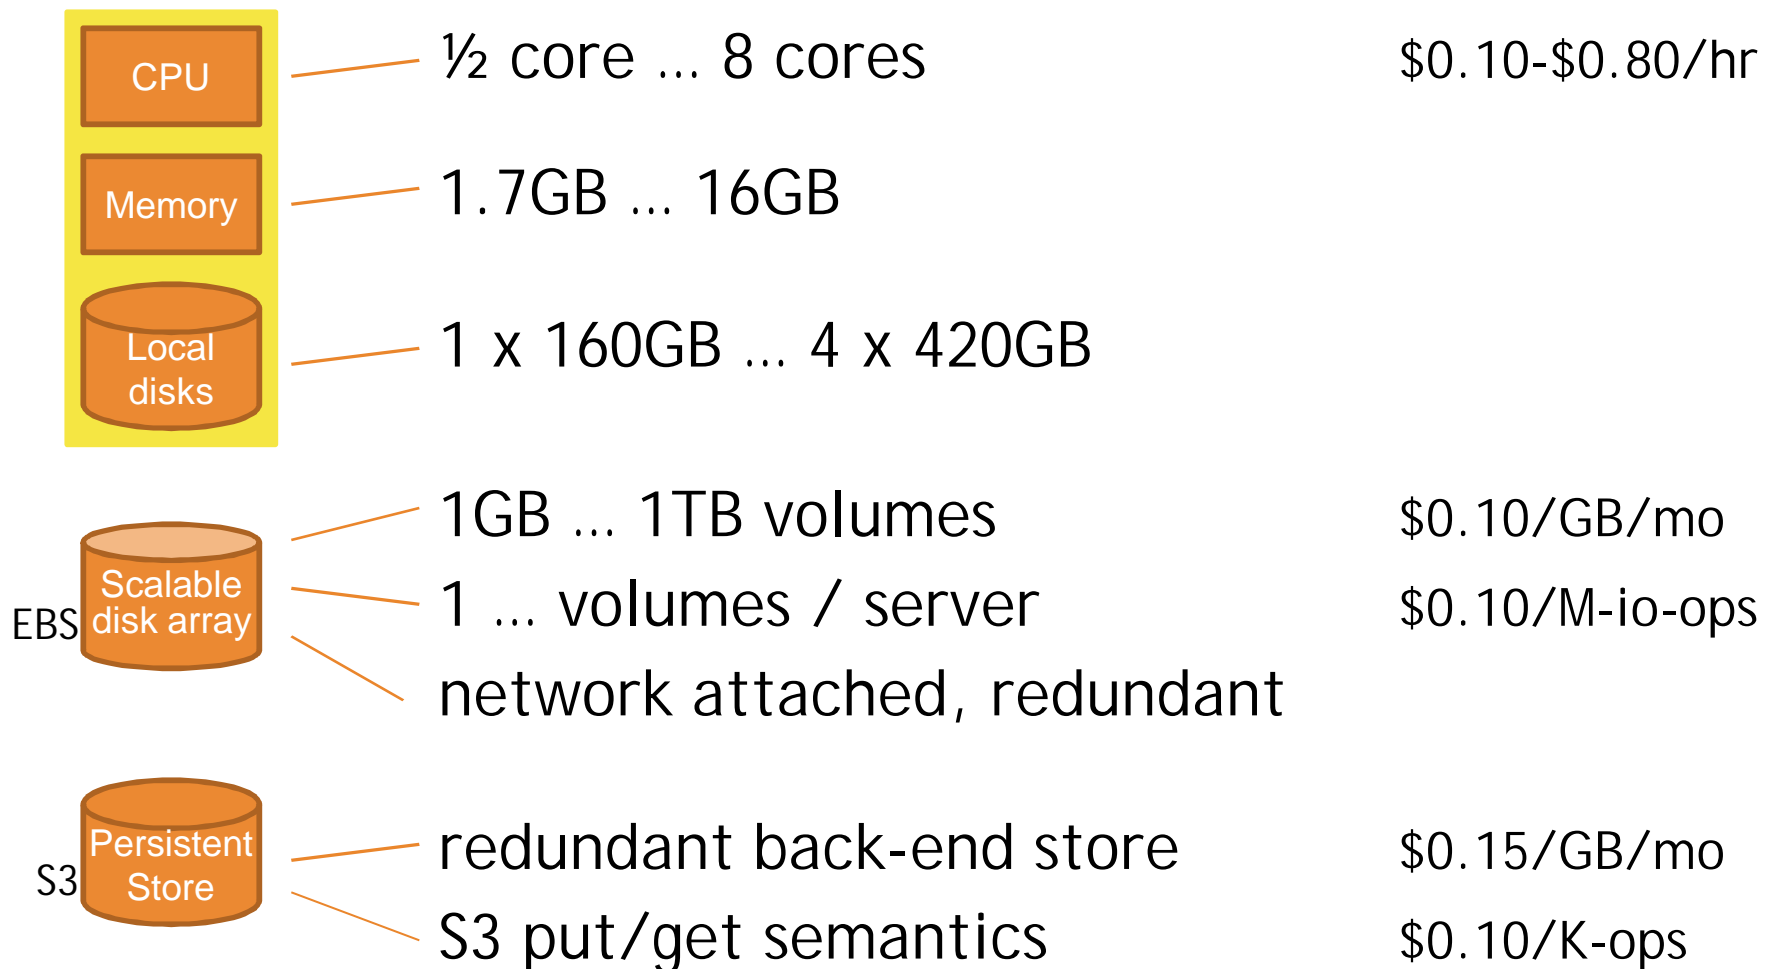 CPU
½ core ... 8 cores
$0.10-$0.80/hr
Memory
1.7GB ... 16GB
Local
disks
1 x 160GB ... 4 x 420GB
EBS
Scalable
disk array
1GB ... 1TB volumes
$0.10/GB/mo
1 ... volumes / server
$0.10/M-io-ops
network attached, redundant
S3
Persistent
Store
redundant back-end store
$0.15/GB/mo
S3 put/get semantics
$0.10/K-ops